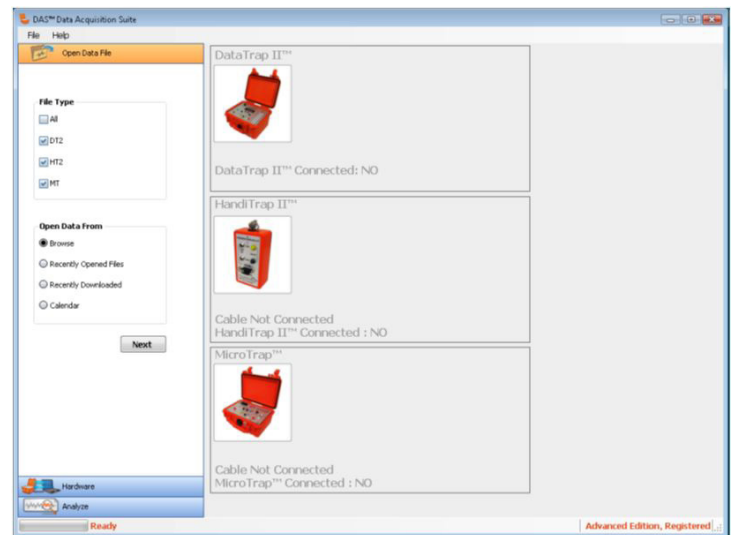 DAS™ Data Acquisition Suite
File Help
Open Data File
File Type
All
DT2
HT2
MT
Open Data From
Browse
Recently Opened Files
Recently Downloaded
Calendar
Next
Hardware
Analyze
DataTrap II™
DataTrap II™ Connected: NO
HandiTrap II™
Cable Not Connected
HandiTrap II™ Connected : NO
MicroTrap™
Cable Not Connected
MicroTrap™ Connected : NO
Ready
Advanced Edition, Registered